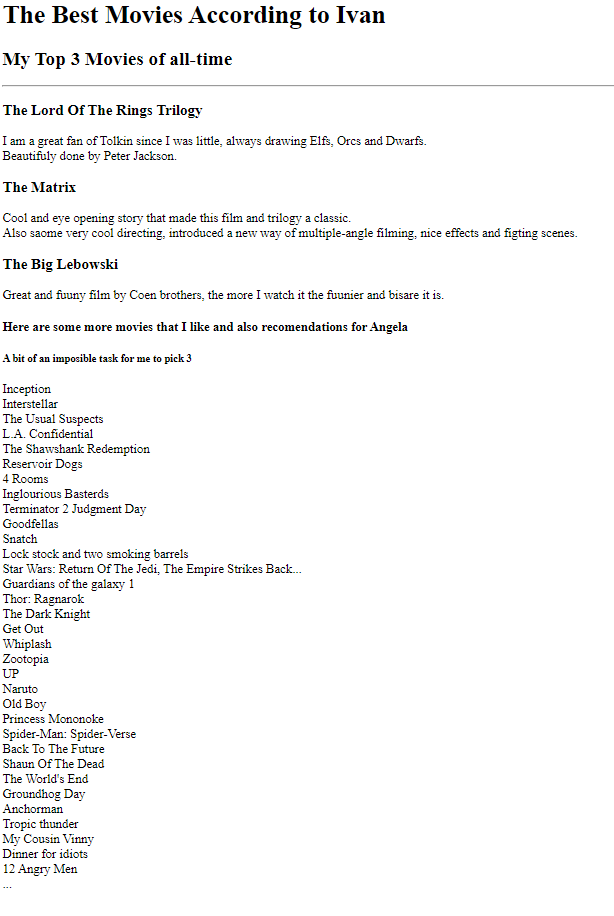 The Best Movies According to Ivan
My Top 3 Movies of all-time
The Lord Of The Rings Trilogy
I am a great fan of Tolkin since I was little, always drawing Elfs, Orcs and Dwarfs.
Beautifuly done by Peter Jackson.
The Matrix
Cool and eye opening story that made this film and trilogy a classic.
Also saome very cool directing, introduced a new way of multiple-angle filming, nice effects and figting scenes.
The Big Lebowski
Great and fuuny film by Coen brothers, the more I watch it the fuunier and bisare it is.
Here are some more movies that I like and also recomendations for Angela
A bit of an imposible task for me to pick 3
Inception
Interstellar
The Usual Suspects
L.A. Confidential
The Shawshank Redemption
Reservoir Dogs
4 Rooms
Inglourious Basterds
Terminator 2 Judgment Day
Goodfellas
Snatch
Lock stock and two smoking barrels
Star Wars: Return Of The Jedi, The Empire Strikes Back...
Guardians of the galaxy 1
Thor: Ragnarok
The Dark Knight
Get Out
Whiplash
Zootopia
UP
Naruto
Old Boy
Princess Mononoke
Spider-Man: Spider-Verse
Back To The Future
Shaun Of The Dead
The World's End
Groundhog Day
Anchorman
Tropic thunder
My Cousin Vinny
Dinner for idiots
12 Angry Men
...